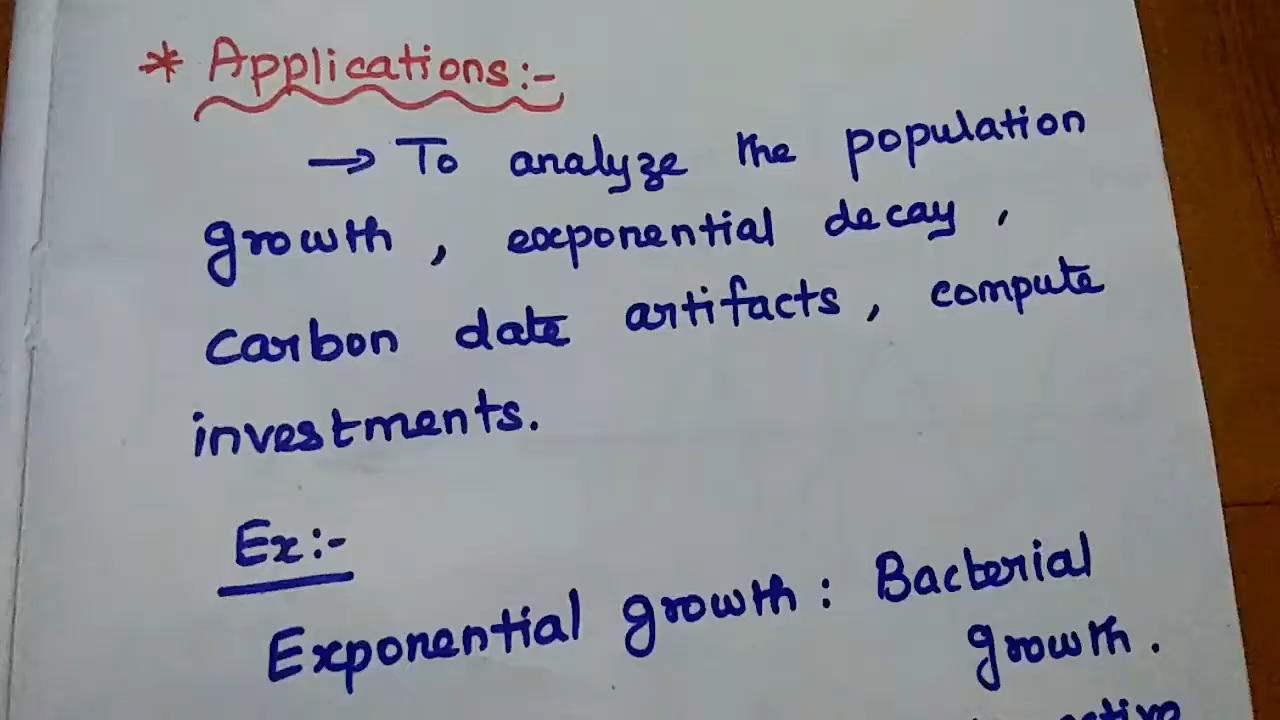 * Applications:-
→ To analyze the population
growth, exponential decay,
carbon date artifacts, compute
investments.
Ex:-
Exponential growth: Bacterial
growth.